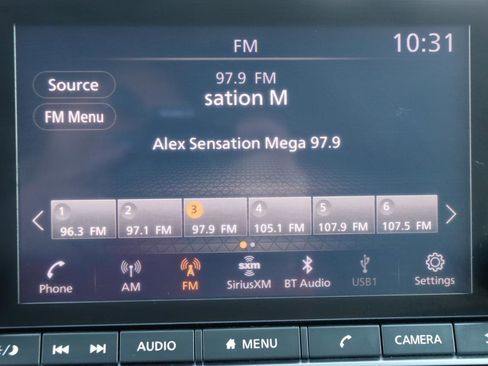 FM
10:31
Source
97.9 FM
sation M
FM Menu
Alex Sensation Mega 97.9
1 2 3 4 5 6
96.3 FM 97.1 FM 97.9 FM 105.1 FM 107.9 FM 107.5 FM
sxm
Phone AM FM SiriusXM BT Audio USB1 Settings
AUDIO MENU CAMERA